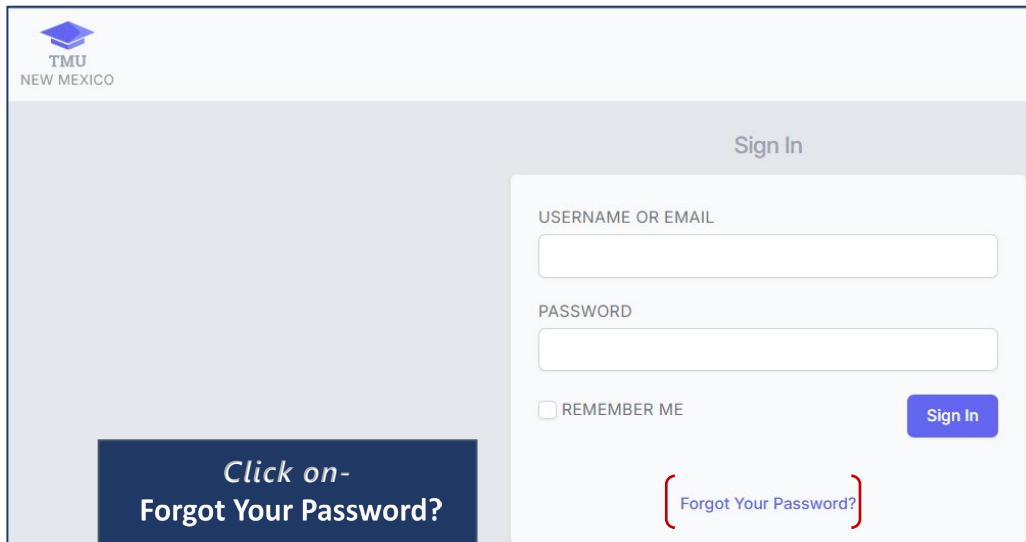 TMU
NEW MEXICO
Sign In
USERNAME OR EMAIL
PASSWORD
REMEMBER ME
Sign In
Click on-
Forgot Your Password?
Forgot Your Password?